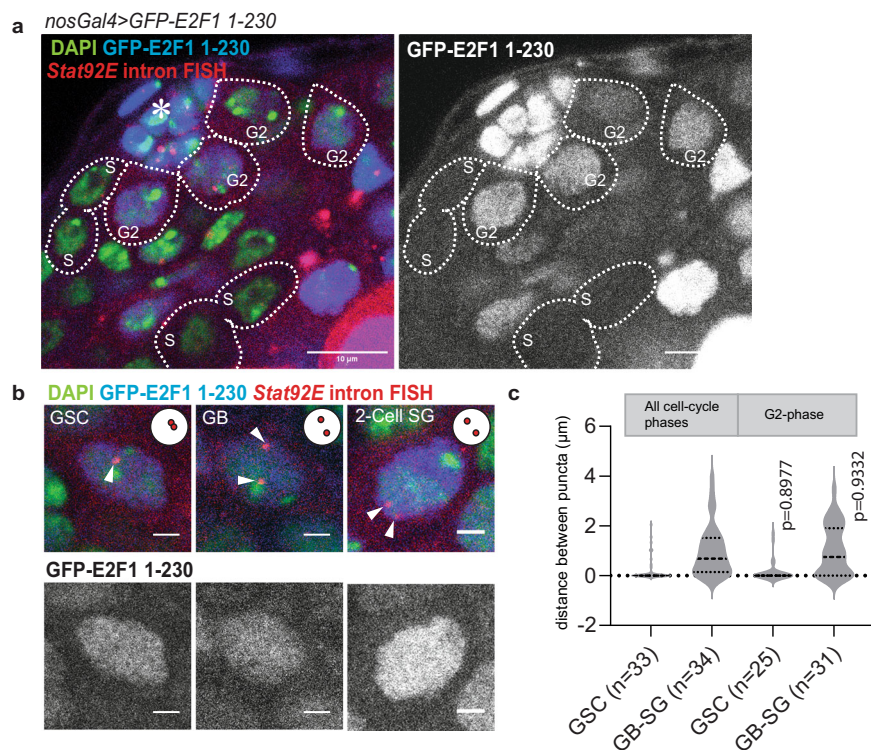 nosGal4>GFP-E2F1 1-230
a
DAPI GFP-E2F1 1-230
Stat92E intron FISH
*
G2
G2
G2
G2
S
S
S
S
10 µm
GFP-E2F1 1-230
G2
G2
G2
G2
S
S
S
S
b
DAPI GFP-E2F1 1-230 Stat92E intron FISH
GSC
GB
2-Cell SG
GFP-E2F1 1-230
c
All cell-cycle
phases
G2-phase
distance between puncta (µm)
6
4
2
0
-2
p=0.8977
p=0.9332
GSC (n=33)
GB-SG (n=34)
GSC (n=25)
GB-SG (n=31)